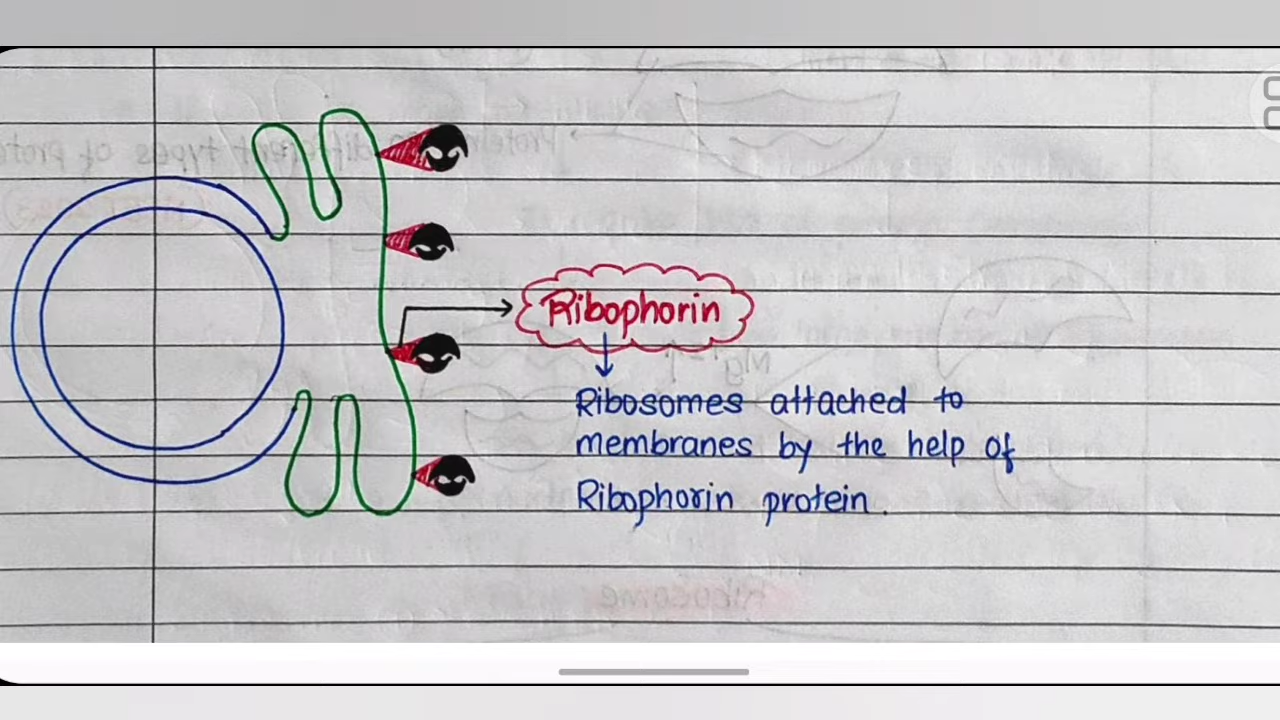 Ribophorin
Ribosomes attached to
membranes by the help of
Ribophorin protein.